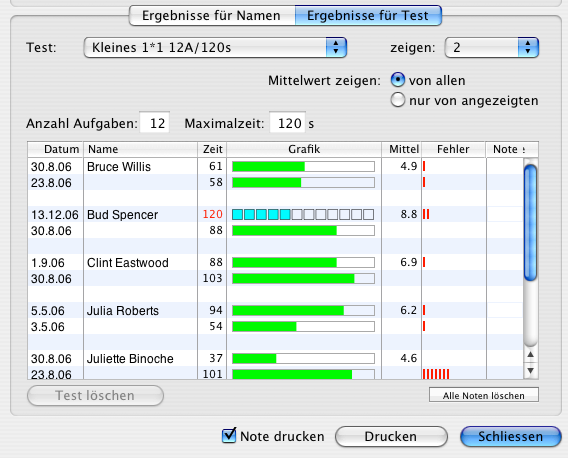 Ergebnisse für Namen Ergebnisse für Test
Test: Kleines 1*1 12A/120s zeigen: 2
Mittelwert zeigen: von allen
nur von angezeigten
Anzahl Aufgaben: 12 Maximalzeit: 120 s
Datum Name Zeit Grafik Mittel Fehler Note s
30.8.06 Bruce Willis 61 4.9
23.8.06 58
13.12.06 Bud Spencer 120 8.8
30.8.06 88
1.9.06 Clint Eastwood 88 6.9
30.8.06 103
5.5.06 Julia Roberts 94 6.2
3.5.06 54
30.8.06 Juliette Binoche 37 4.6
23.8.06 101
Test löschen Alle Noten löschen
Note drucken Drucken Schliessen